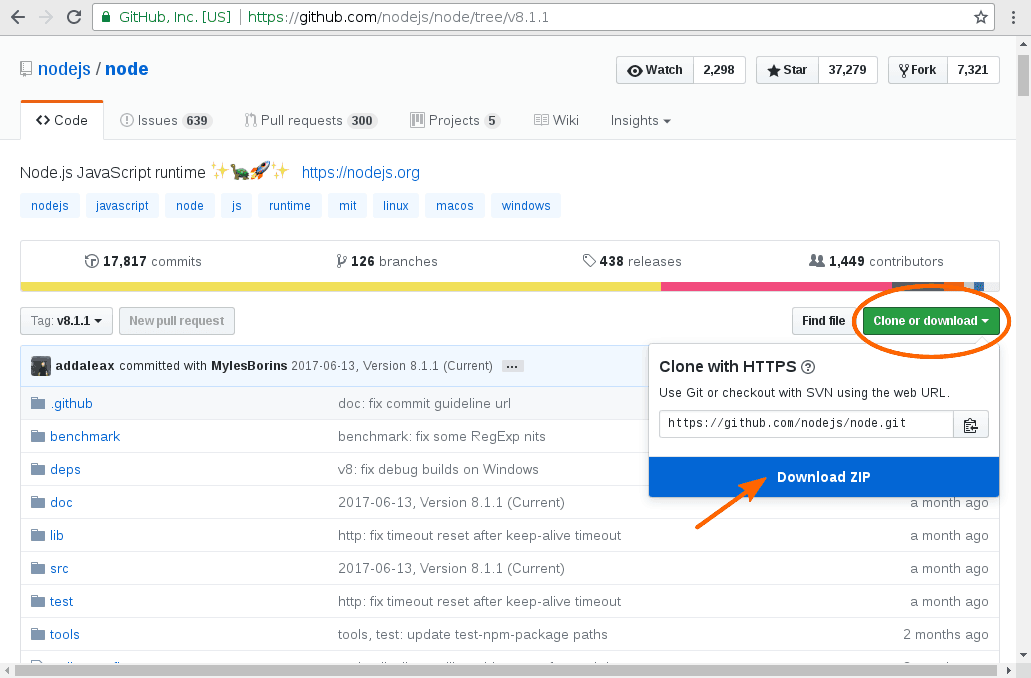 GitHub, Inc. [US] https://github.com/nodejs/node/tree/v8.1.1
nodejs / node
Watch 2,298 Star 37,279 Fork 7,321
Code Issues 639 Pull requests 300 Projects 5 Wiki Insights
Node.js JavaScript runtime ✨🐢🚀✨ https://nodejs.org
nodejs javascript node js runtime mit linux macos windows
17,817 commits 126 branches 438 releases 1,449 contributors
Tag: v8.1.1 New pull request Find file Clone or download
addaleax committed with MylesBorins 2017-06-13, Version 8.1.1 (Current) ...
Clone with HTTPS ?
Use Git or checkout with SVN using the web URL.
https://github.com/nodejs/node.git
Download ZIP
.github doc: fix commit guideline url
benchmark benchmark: fix some RegExp nits
deps v8: fix debug builds on Windows
doc 2017-06-13, Version 8.1.1 (Current) a month ago
lib http: fix timeout reset after keep-alive timeout a month ago
src 2017-06-13, Version 8.1.1 (Current) a month ago
test http: fix timeout reset after keep-alive timeout a month ago
tools tools, test: update test-npm-package paths 2 months ago